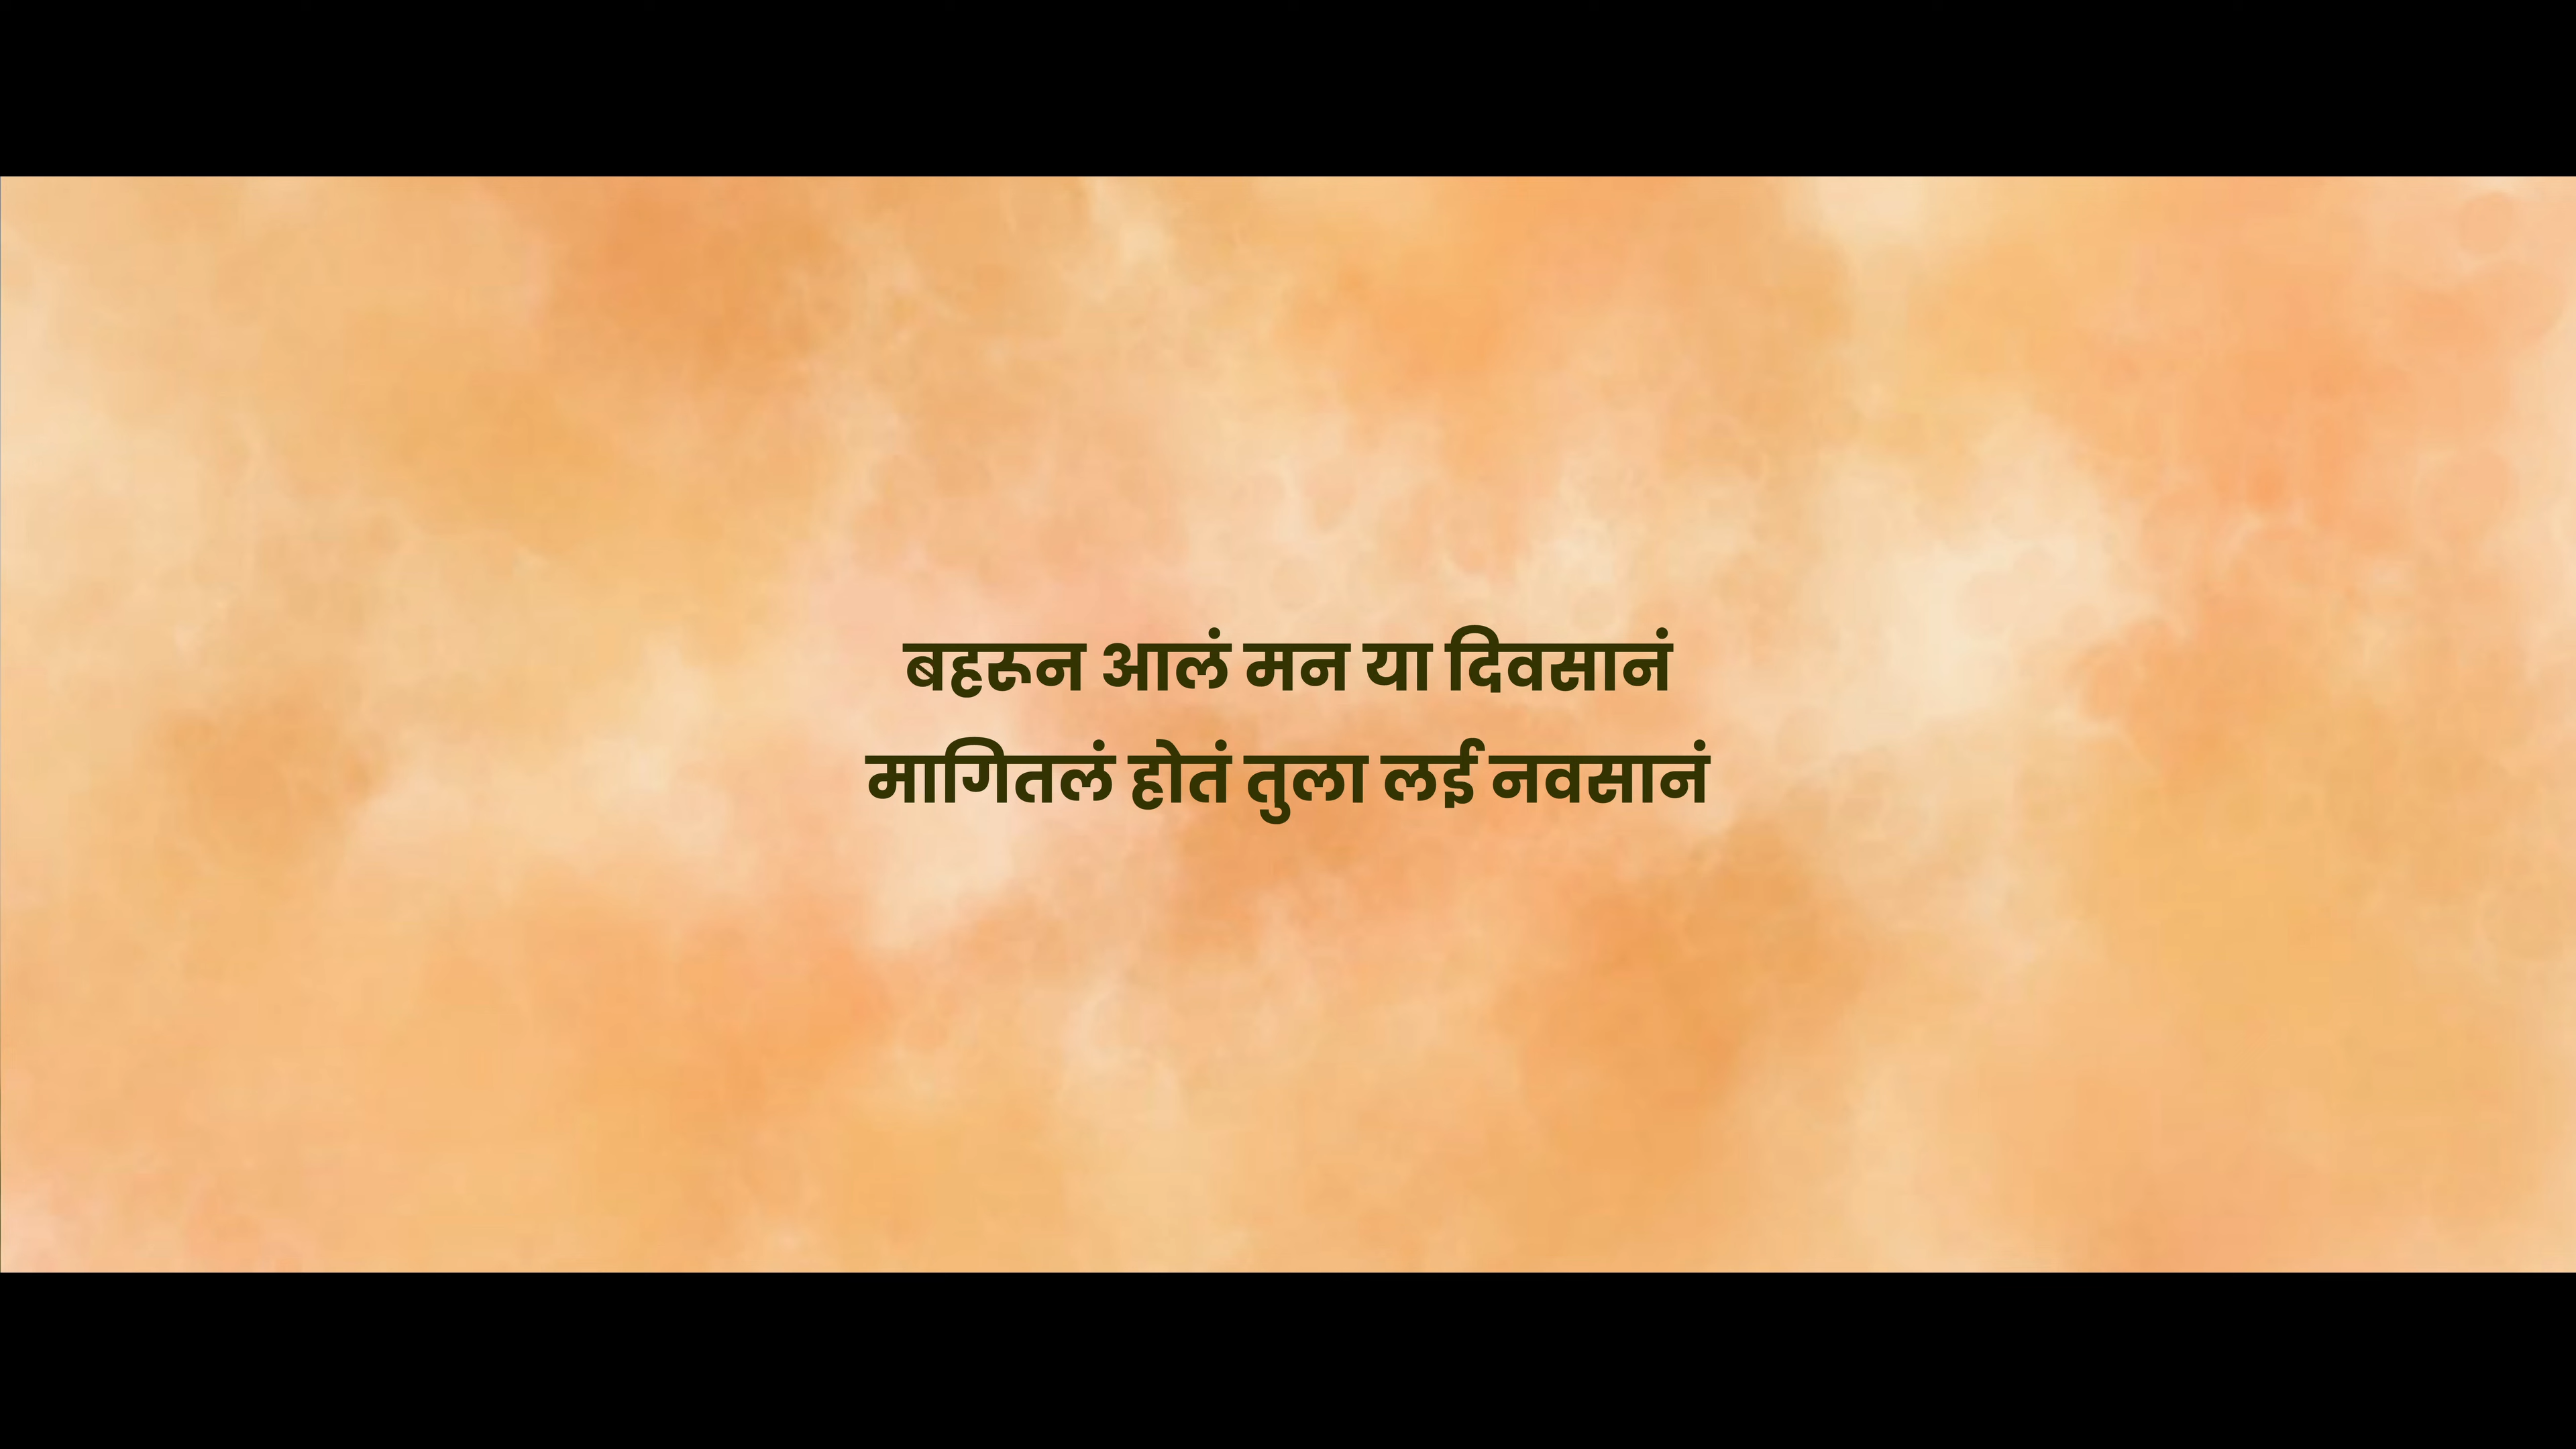 बहरून आलं मन या दिवसानं
मागितलं होतं तुला लई नवसानं